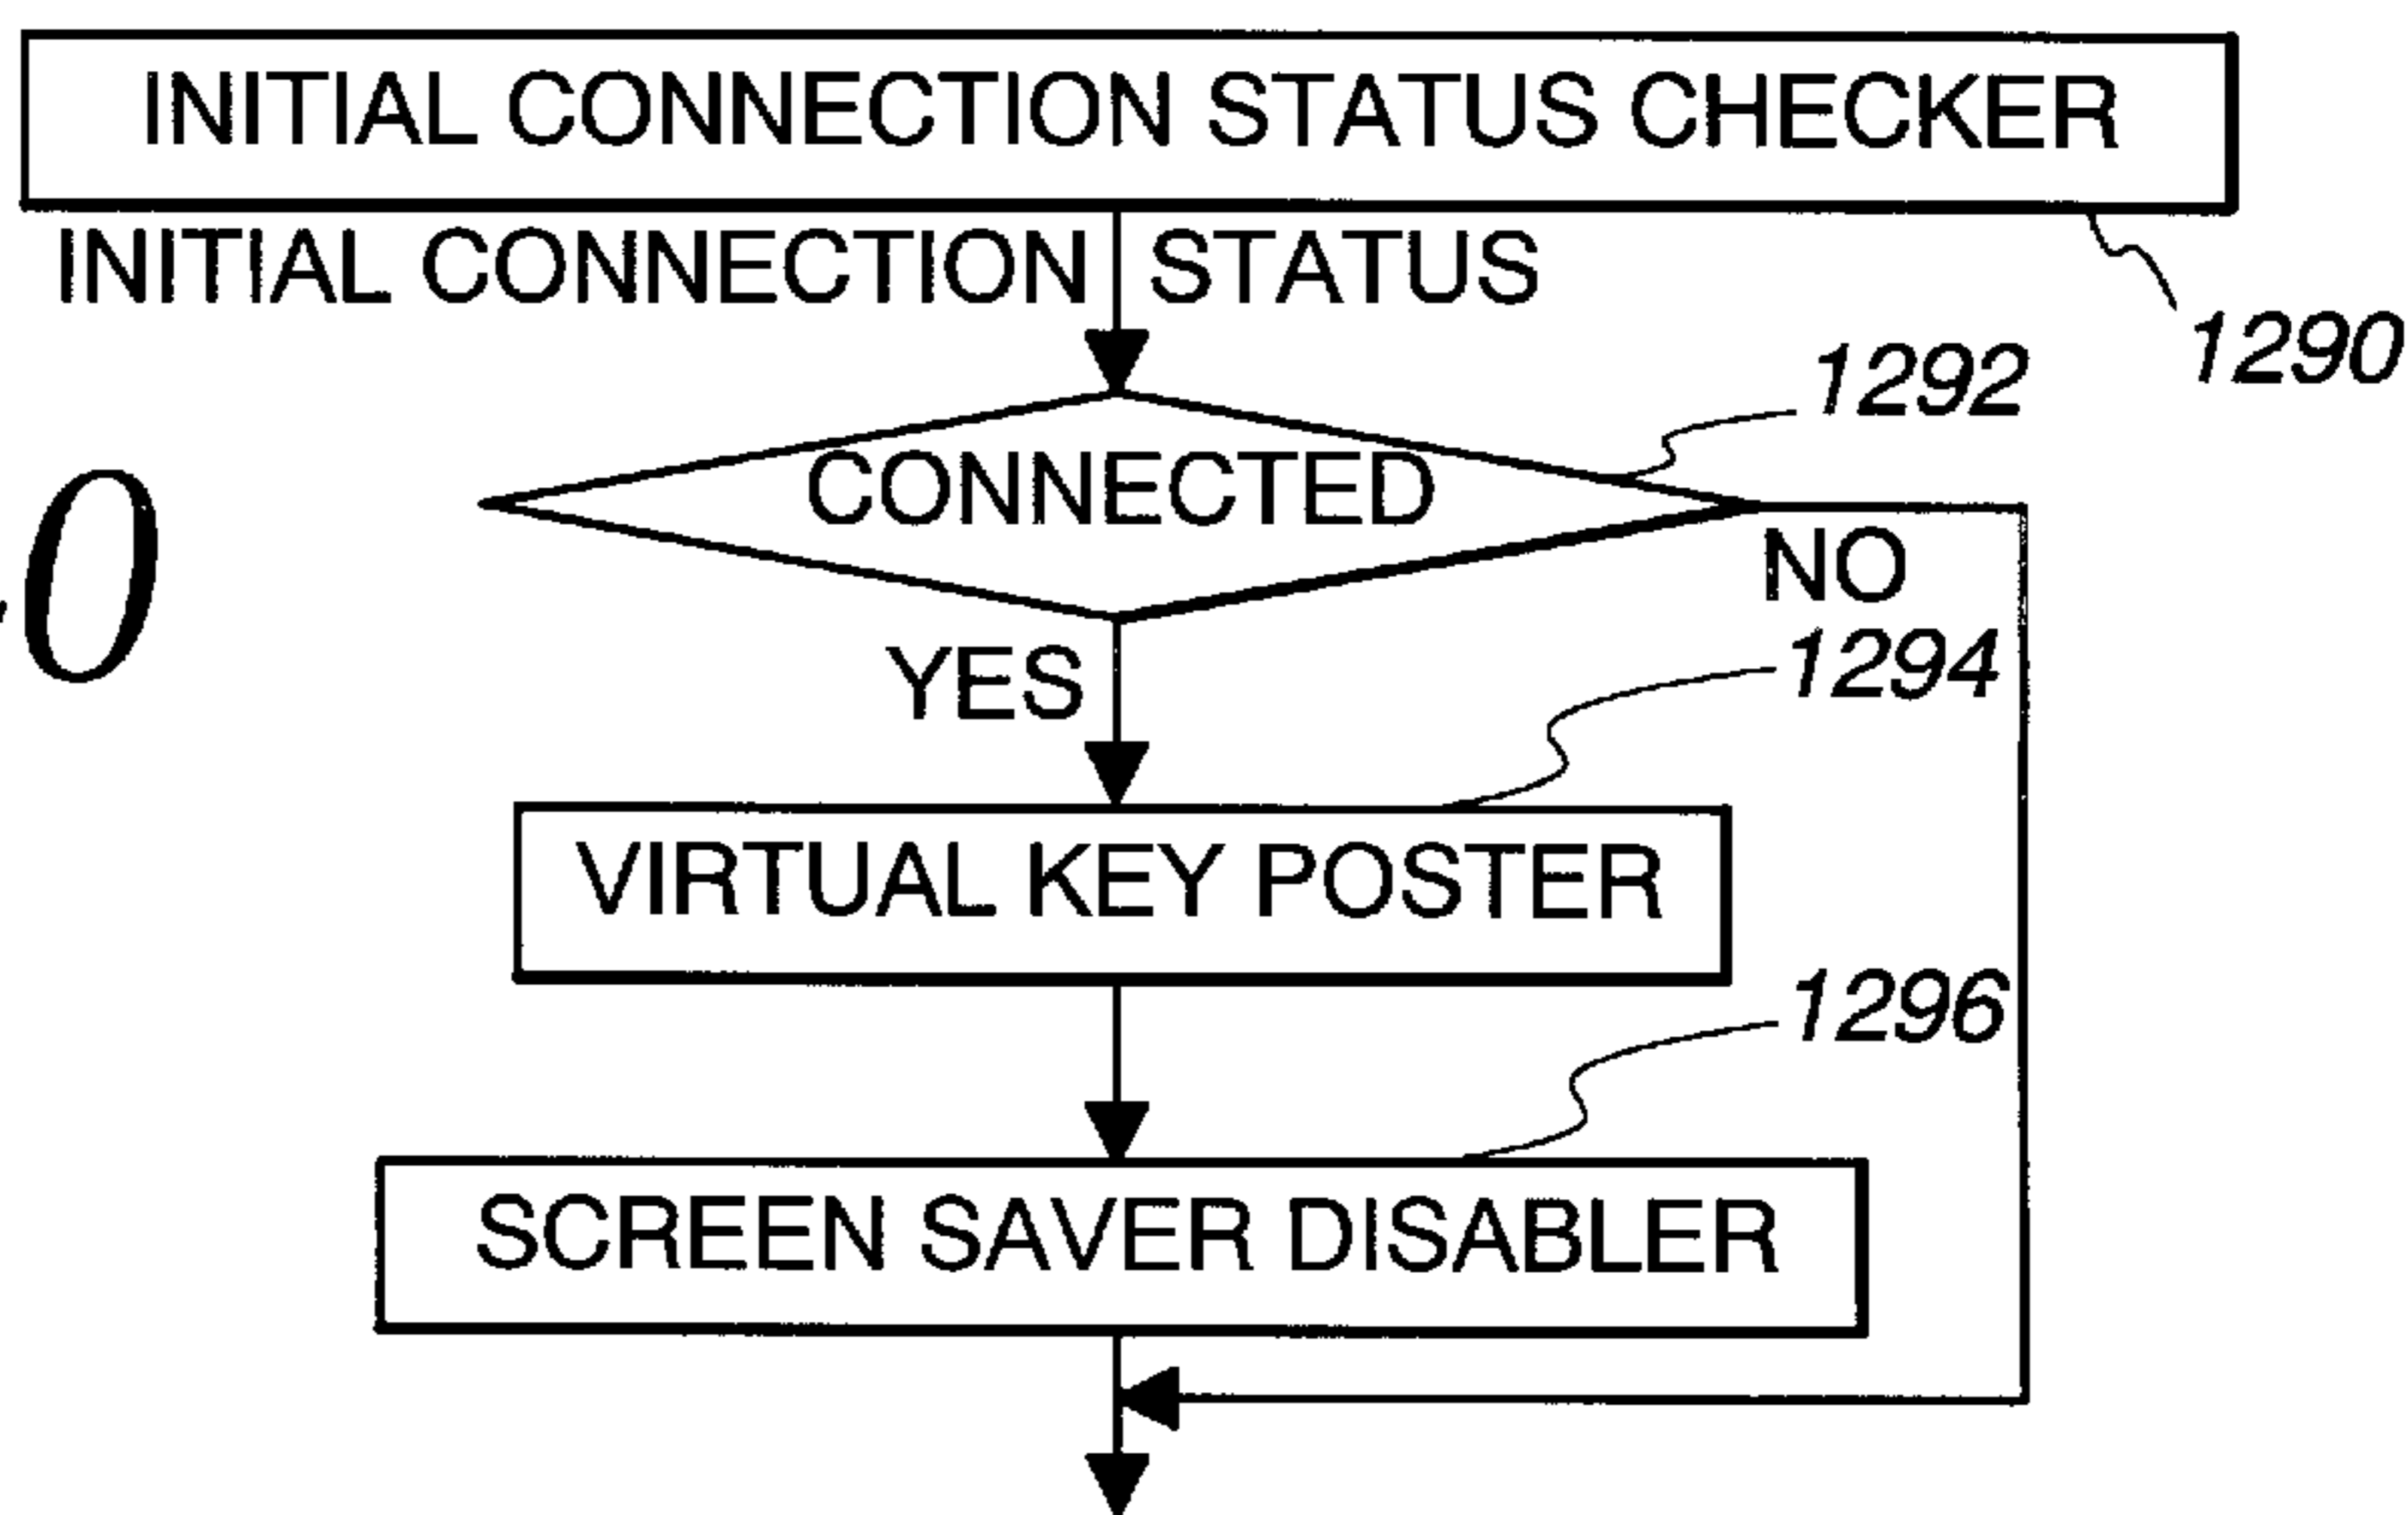 INITIAL CONNECTION STATUS CHECKER
INITIAL CONNECTION STATUS
1290
1292
CONNECTED
NO
0
YES
1294
VIRTUAL KEY POSTER
1296
SCREEN SAVER DISABLER